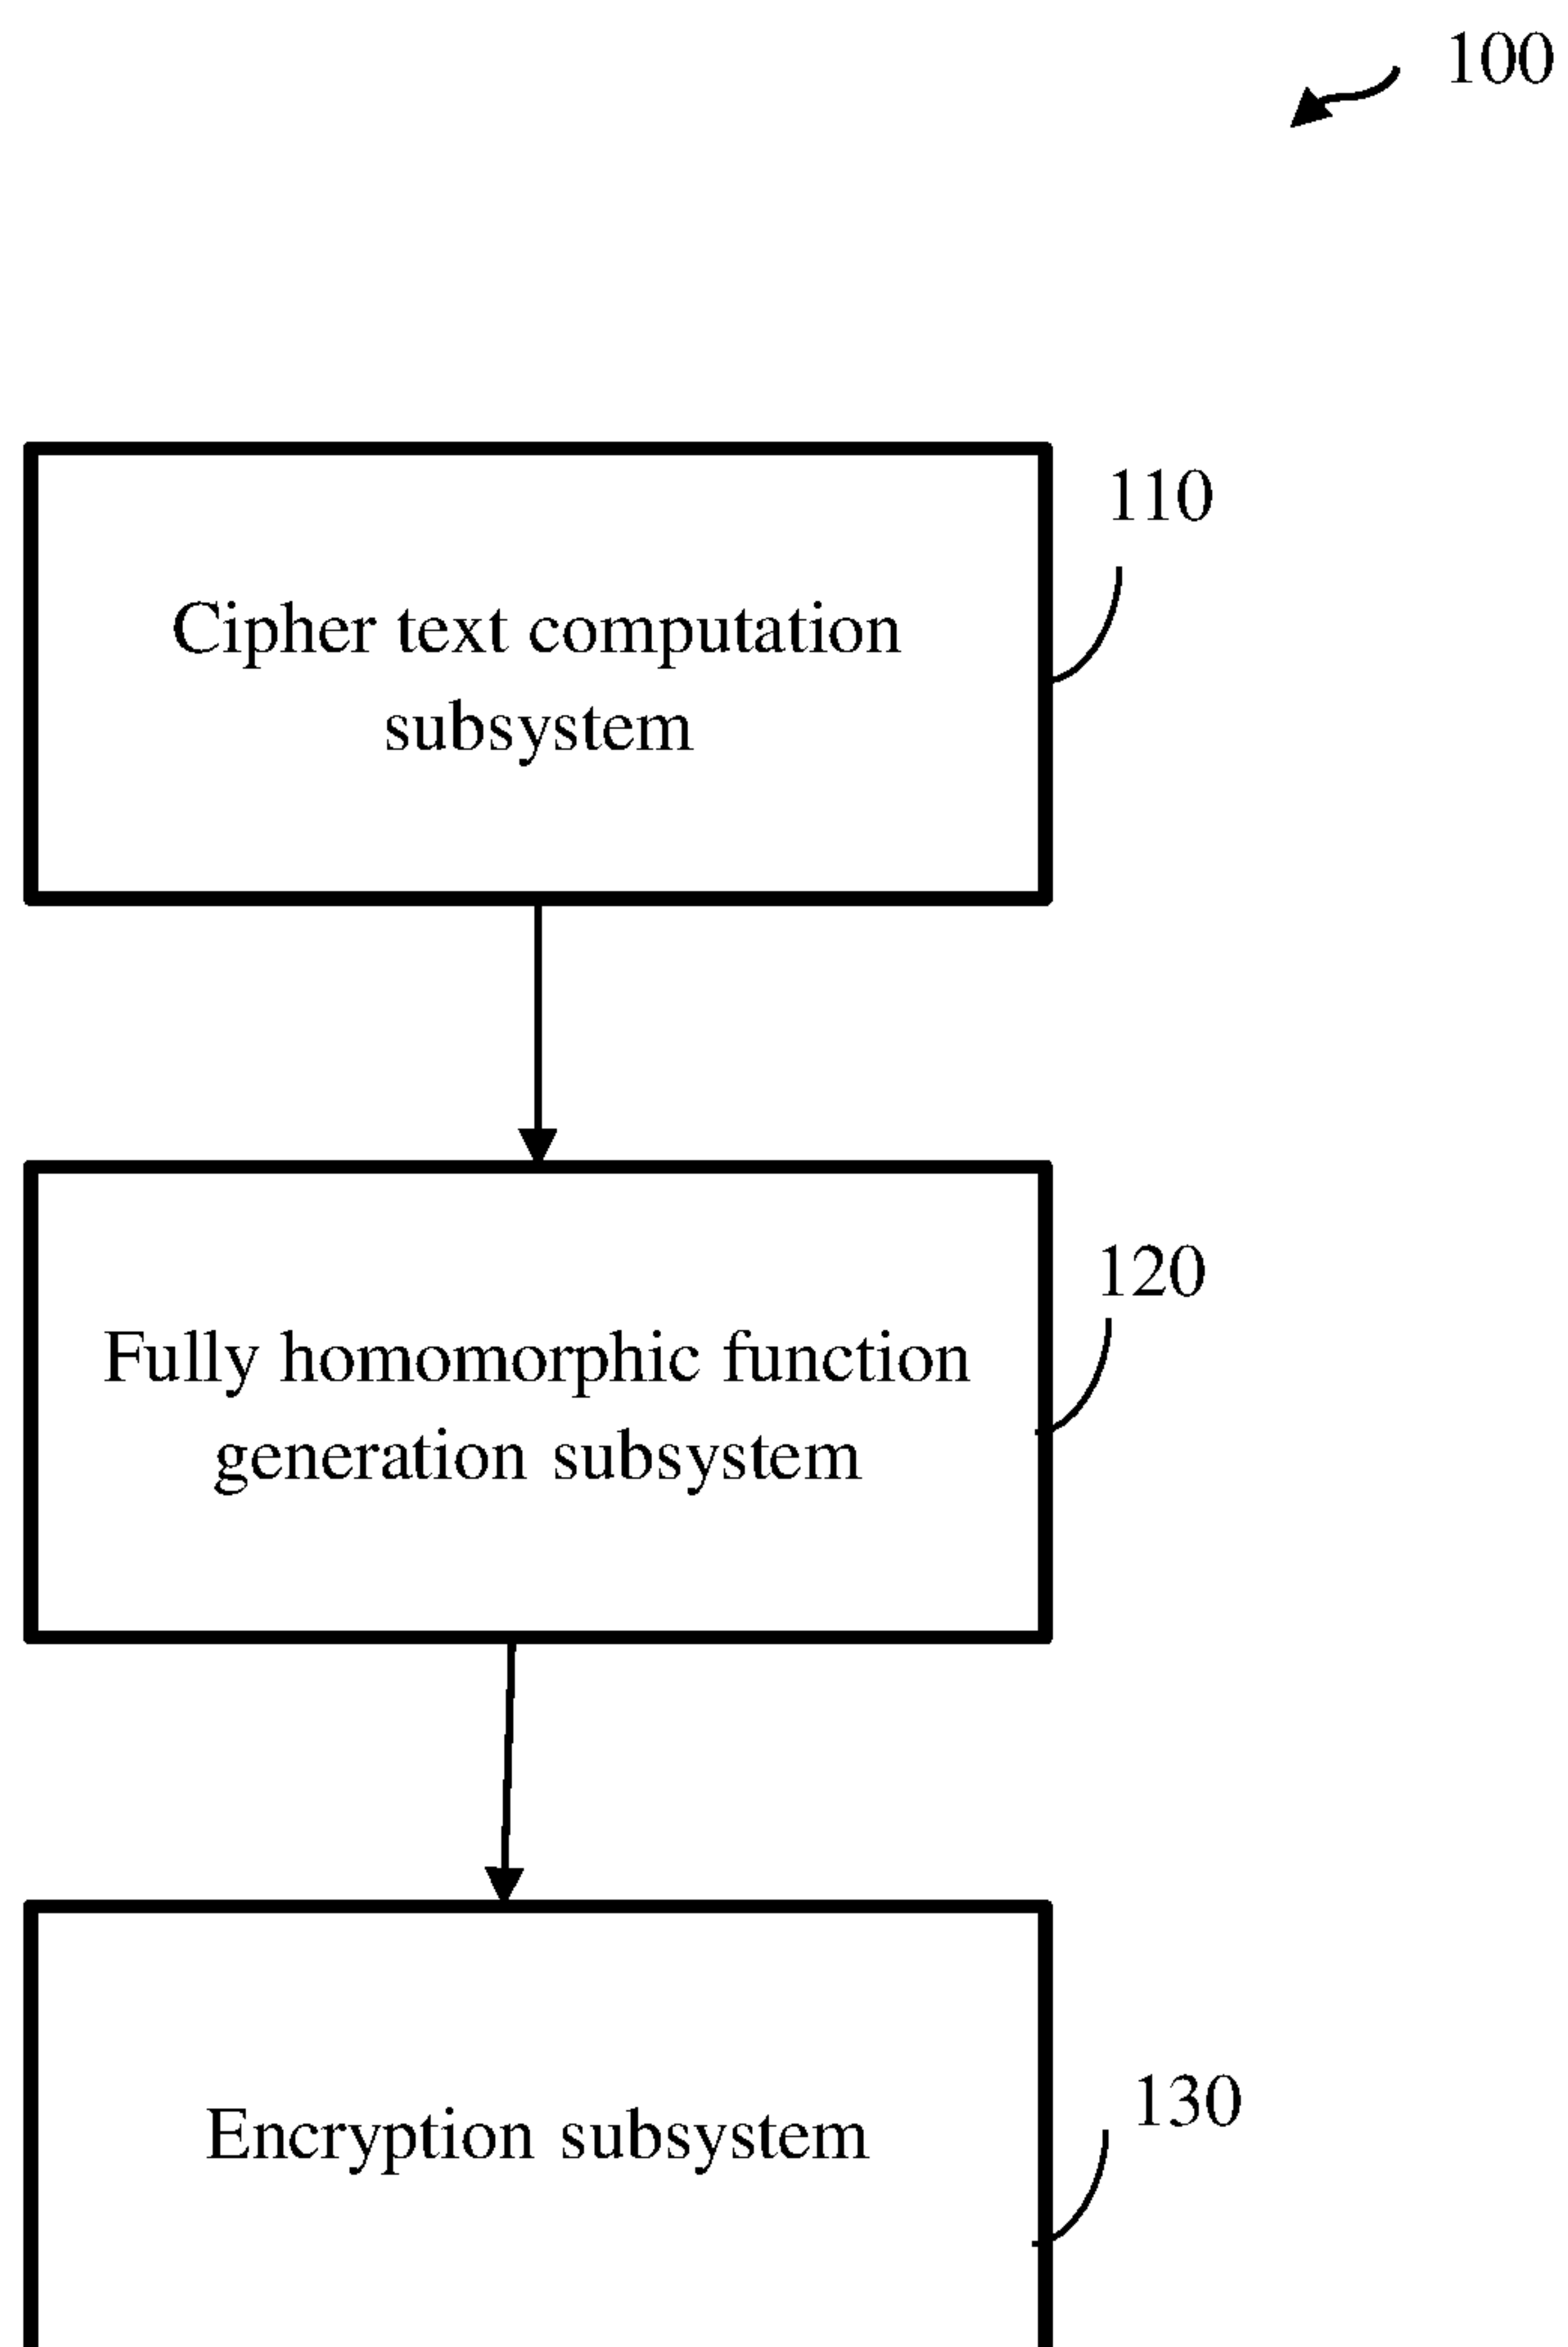 100
110
Cipher text computation
subsystem
120
Fully homomorphic function
generation subsystem
130
Encryption subsystem